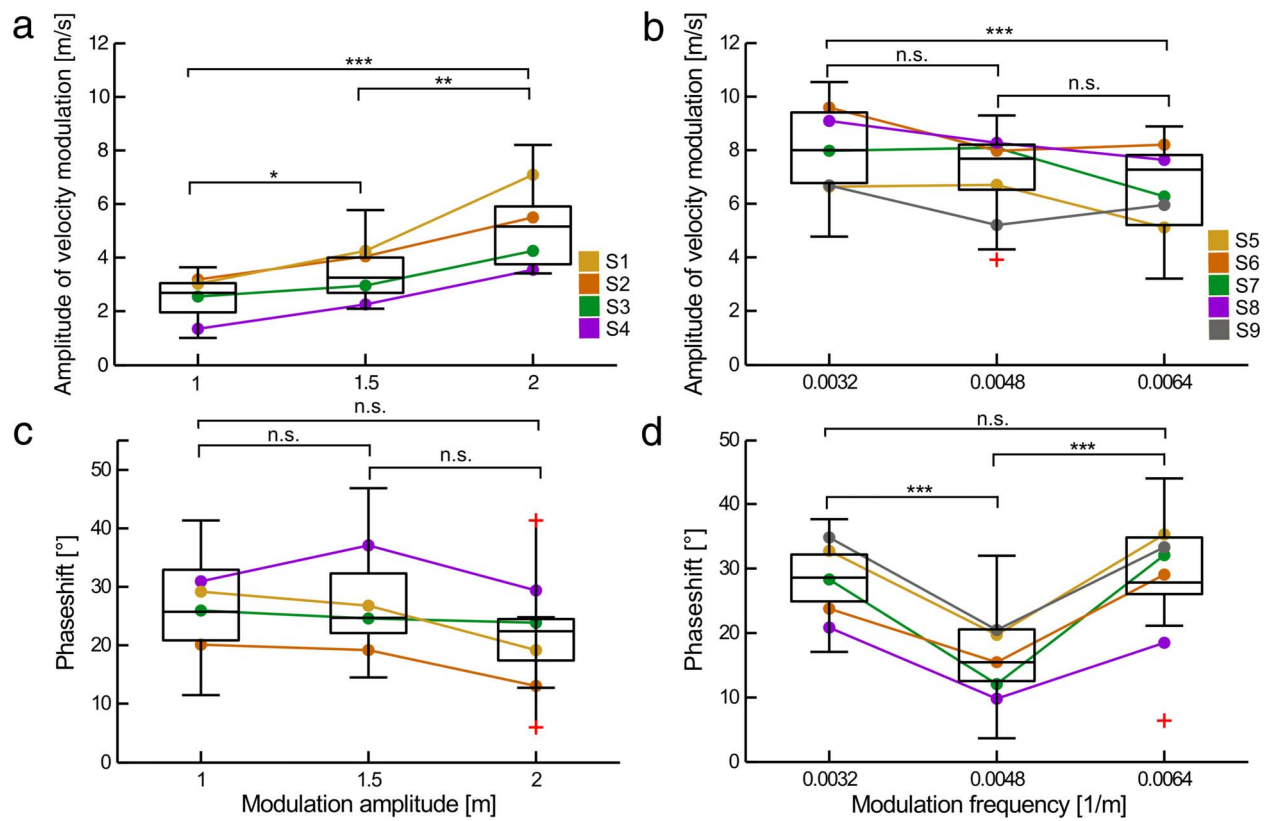 a
Amplitude of velocity modulation [m/s]
12
10
8
6
4
2
0
***
**
*
1
1.5
2
S1
S2
S3
S4
b
Amplitude of velocity modulation [m/s]
12
10
8
6
4
2
0
***
n.s.
n.s.
0.0032
0.0048
0.0064
S5
S6
S7
S8
S9
c
Phaseshift [°]
50
40
30
20
10
0
n.s.
n.s.
n.s.
1
1.5
2
Modulation amplitude [m]
d
Phaseshift [°]
50
40
30
20
10
0
n.s.
***
***
0.0032
0.0048
0.0064
Modulation frequency [1/m]